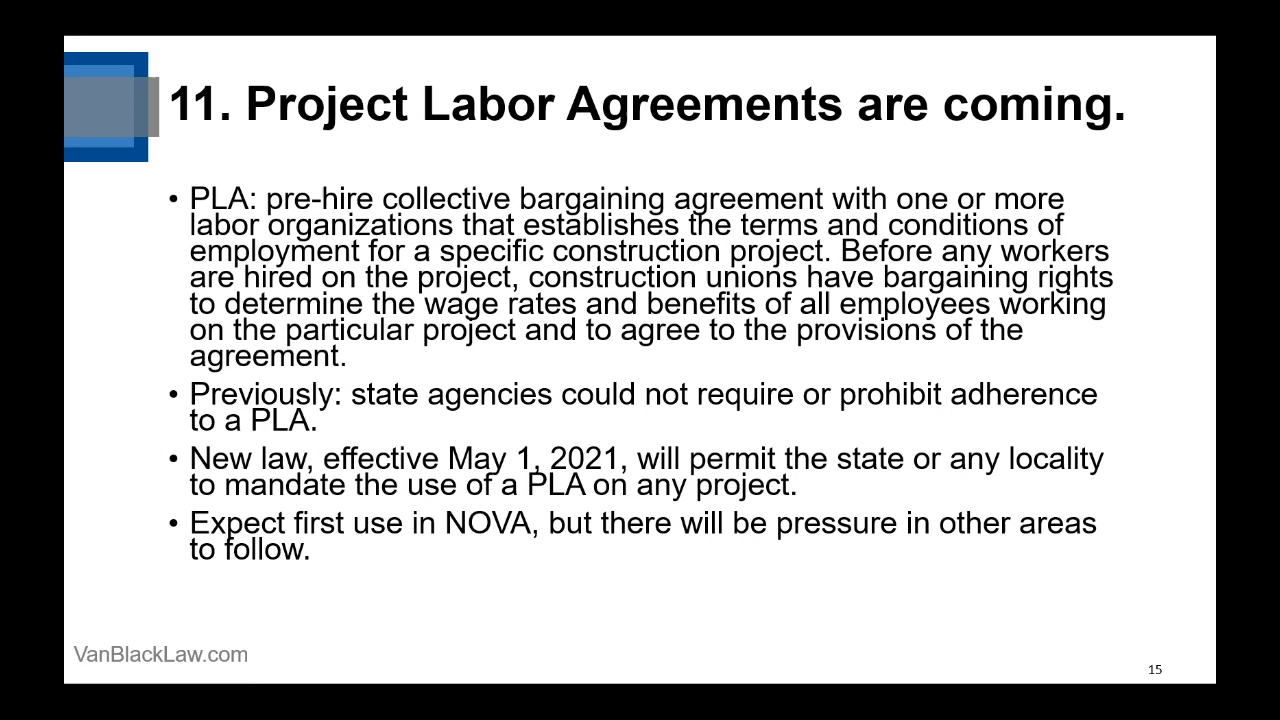 11. Project Labor Agreements are coming.
• PLA: pre-hire collective bargaining agreement with one or more
labor organizations that establishes the terms and conditions of
employment for a specific construction project. Before any workers
are hired on the project, construction unions have bargaining rights
to determine the wage rates and benefits of all employees working
on the particular project and to agree to the provisions of the
agreement.
• Previously: state agencies could not require or prohibit adherence
to a PLA.
• New law, effective May 1, 2021, will permit the state or any locality
to mandate the use of a PLA on any project.
• Expect first use in NOVA, but there will be pressure in other areas
to follow.
VanBlackLaw.com
15